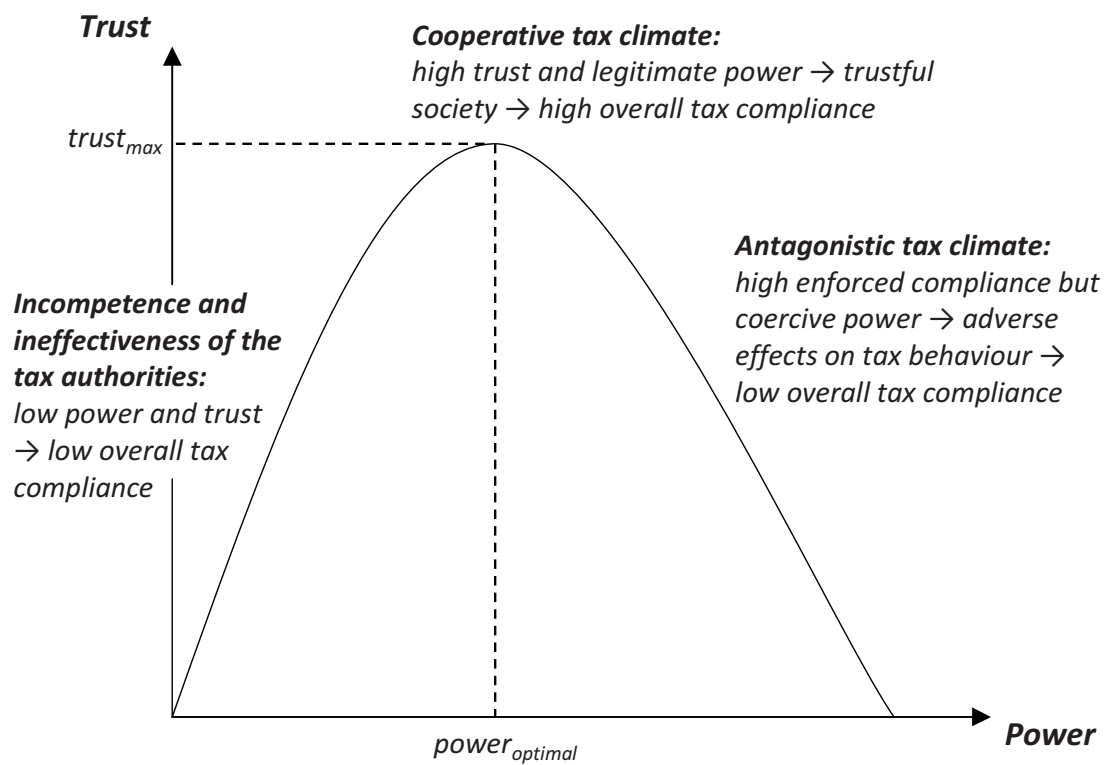 Trust
Cooperative tax climate:
high trust and legitimate power → trustful
society → high overall tax compliance
trust_max
Antagonistic tax climate:
high enforced compliance but
coercive power → adverse
effects on tax behaviour →
low overall tax compliance
Incompetence and
ineffectiveness of the
tax authorities:
low power and trust
→ low overall tax
compliance
Power
power_optimal